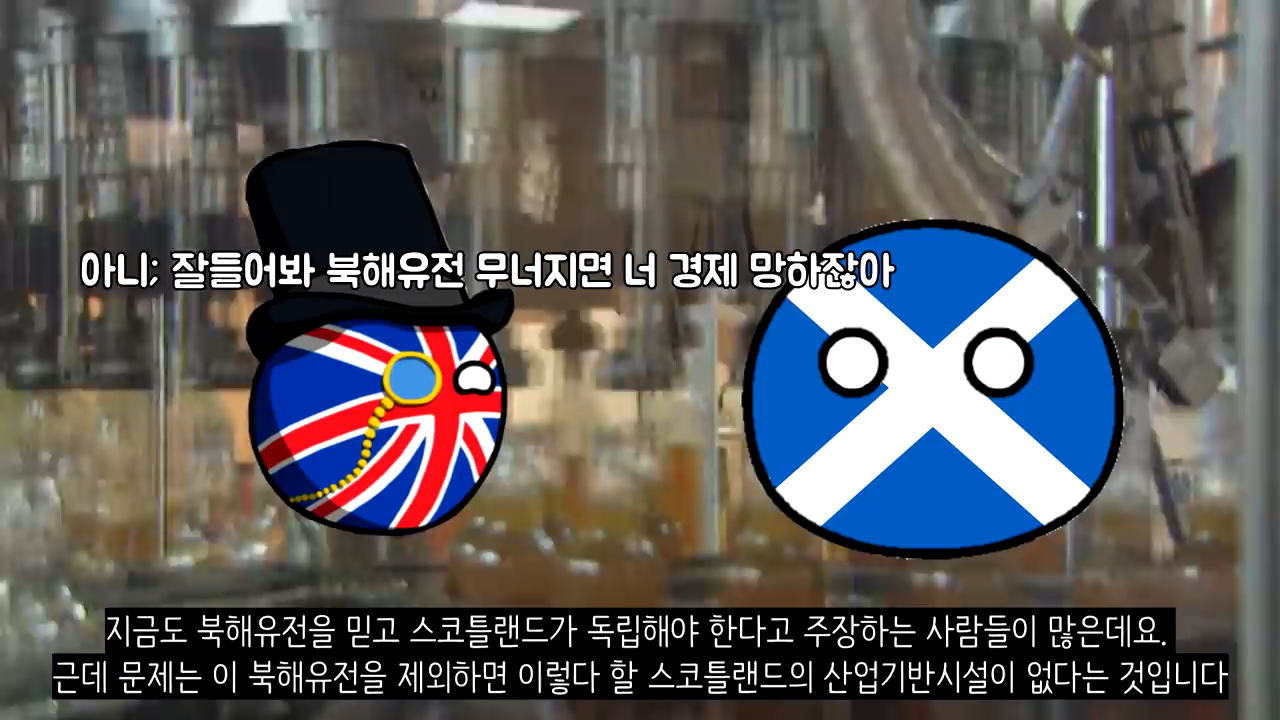 아니; 잘들어봐 북해유전 무너지면 너 경제 망하잖아
지금도 북해유전을 믿고 스코틀랜드가 독립해야 한다고 주장하는 사람들이 많은데요.
근데 문제는 이 북해유전을 제외하면 이렇다 할 스코틀랜드의 산업기반시설이 없다는 것입니다